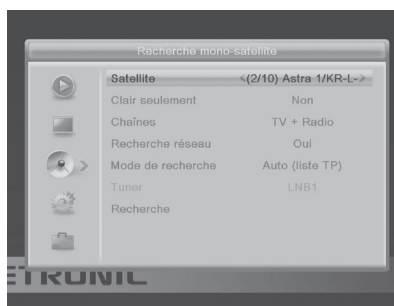 Recherche mono-satellite
Satellite <(2/10) Astra 1/KR-L->
Clair seulement Non
Chaînes TV + Radio
Recherche réseau Oui
Mode de recherche Auto (liste TP)
Tuner LNB1
Recherche
ETRONIC